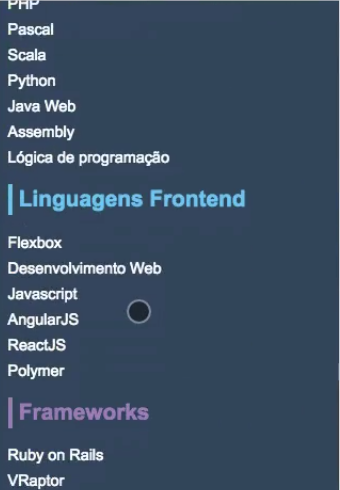 PHP
Pascal
Scala
Python
Java Web
Assembly
Lógica de programação
Linguagens Frontend
Flexbox
Desenvolvimento Web
Javascript
AngularJS
ReactJS
Polymer
Frameworks
Ruby on Rails
VRaptor